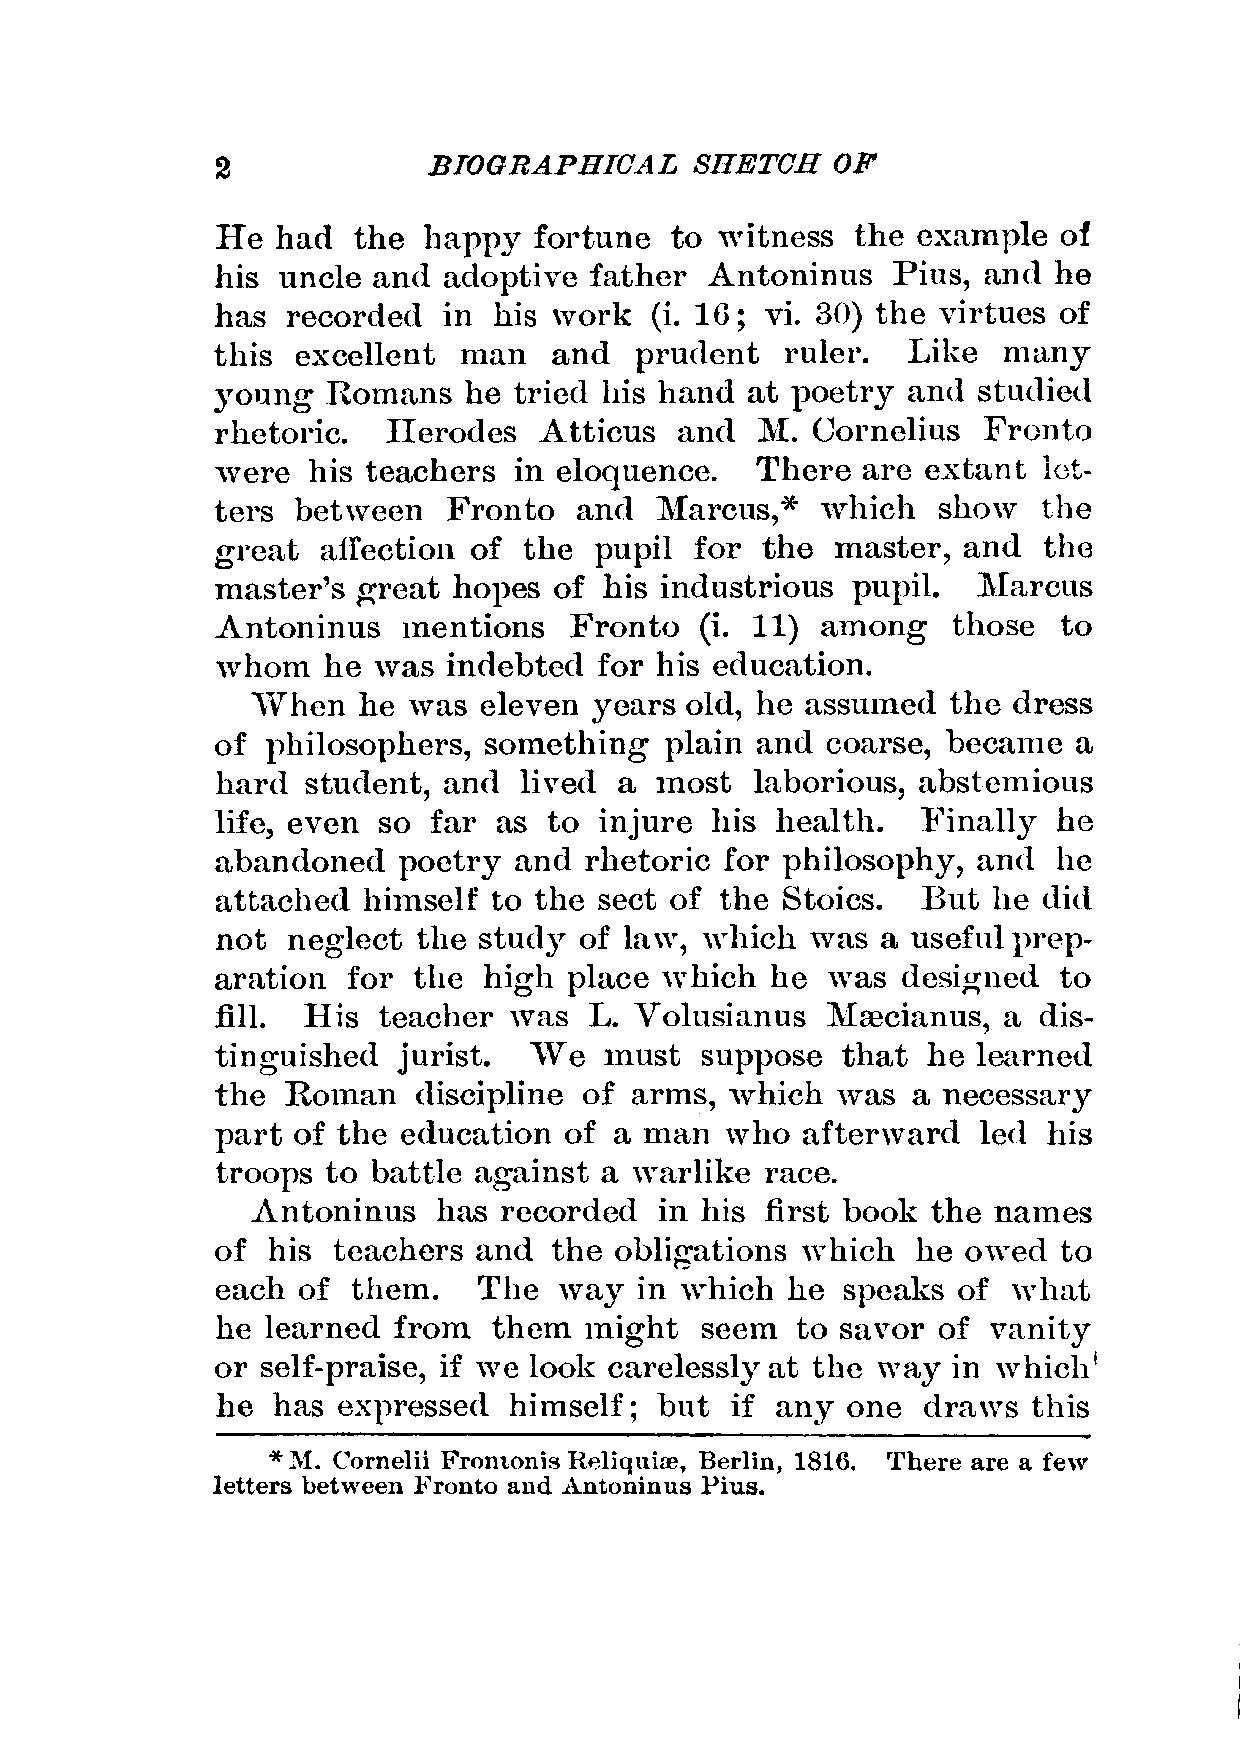 2 BIOGRAPHICAL SKETCH OF
He had the happy fortune to witness the example of
his uncle and adoptive father Antoninus Pius, and he
has recorded in his work (i. 16; vi. 30) the virtues of
this excellent man and prudent ruler. Like many
young Romans he tried his hand at poetry and studied
rhetoric. Herodes Atticus and M. Cornelius Fronto
were his teachers in eloquence. There are extant let-
ters between Fronto and Marcus,* which show the
great affection of the pupil for the master, and the
master's great hopes of his industrious pupil. Marcus
Antoninus mentions Fronto (i. 11) among those to
whom he was indebted for his education.
When he was eleven years old, he assumed the dress
of philosophers, something plain and coarse, became a
hard student, and lived a most laborious, abstemious
life, even so far as to injure his health. Finally he
abandoned poetry and rhetoric for philosophy, and he
attached himself to the sect of the Stoics. But he did
not neglect the study of law, which was a useful prep-
aration for the high place which he was designed to
fill. His teacher was L. Volusianus Mæcianus, a dis-
tinguished jurist. We must suppose that he learned
the Roman discipline of arms, which was a necessary
part of the education of a man who afterward led his
troops to battle against a warlike race.
Antoninus has recorded in his first book the names
of his teachers and the obligations which he owed to
each of them. The way in which he speaks of what
he learned from them might seem to savor of vanity
or self-praise, if we look carelessly at the way in which
he has expressed himself; but if any one draws this
* M. Cornelii Frontonis Reliquiæ, Berlin, 1816. There are a few
letters between Fronto and Antoninus Pius.